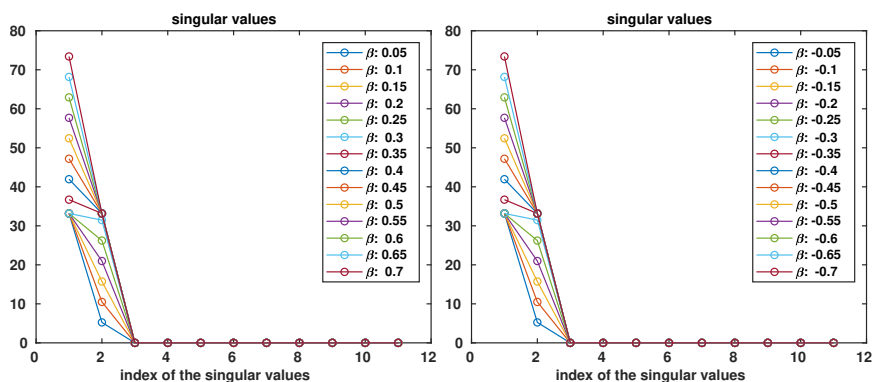 singular values
80
70
60
50
40
30
20
10
0
0 2 4 6 8 10 12
index of the singular values
β: 0.05
β: 0.1
β: 0.15
β: 0.2
β: 0.25
β: 0.3
β: 0.35
β: 0.4
β: 0.45
β: 0.5
β: 0.55
β: 0.6
β: 0.65
β: 0.7
singular values
80
70
60
50
40
30
20
10
0
0 2 4 6 8 10 12
index of the singular values
β: -0.05
β: -0.1
β: -0.15
β: -0.2
β: -0.25
β: -0.3
β: -0.35
β: -0.4
β: -0.45
β: -0.5
β: -0.55
β: -0.6
β: -0.65
β: -0.7